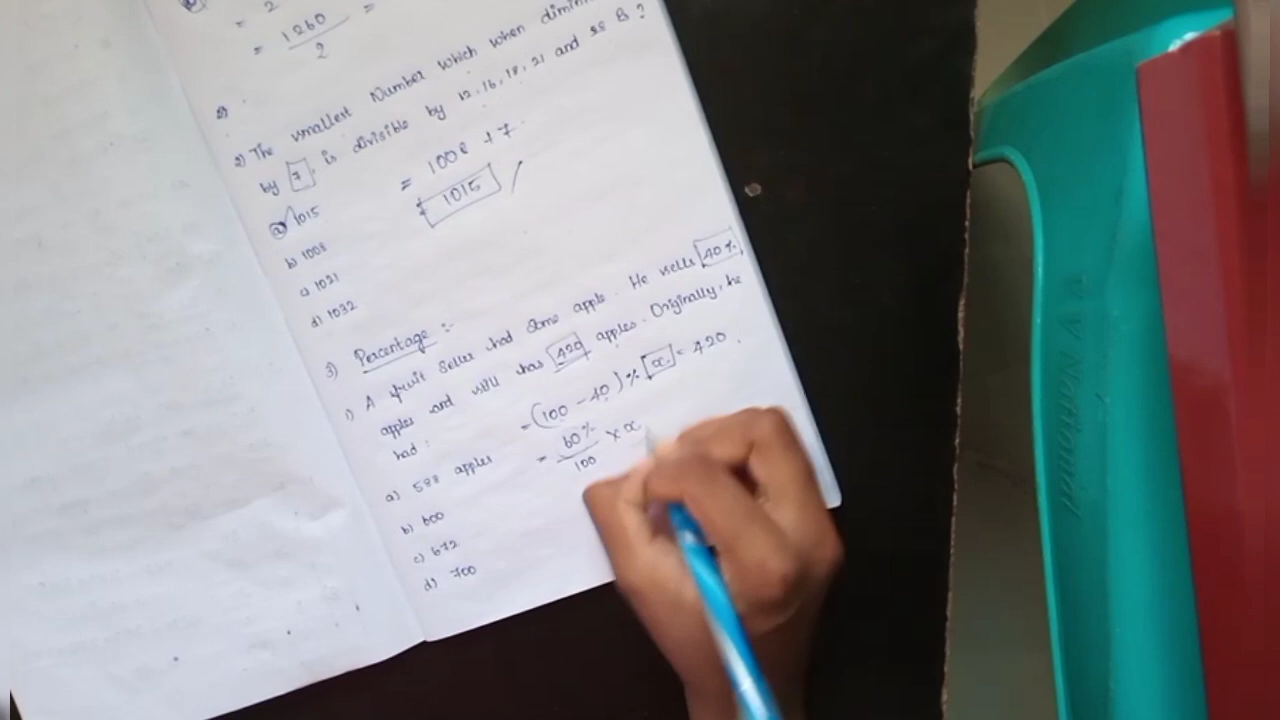 = 2
= 1260 =
2
2) The smallest Number which when
by 7, is divisible by 12, 16, 18, 21 and 28 is?
a) 1015
= 1008 + 7
b) 1008
= 1015
c) 1021
d) 1032
3) Percentage :-
1) A fruit Seller had Some apple. He sells 40%
apples and still has 420 apples. Originally, he
had :
= (100 - 40)% x = 420.
a) 588 apples
= 60% / 100 × x
b) 600
c) 672
d) 700